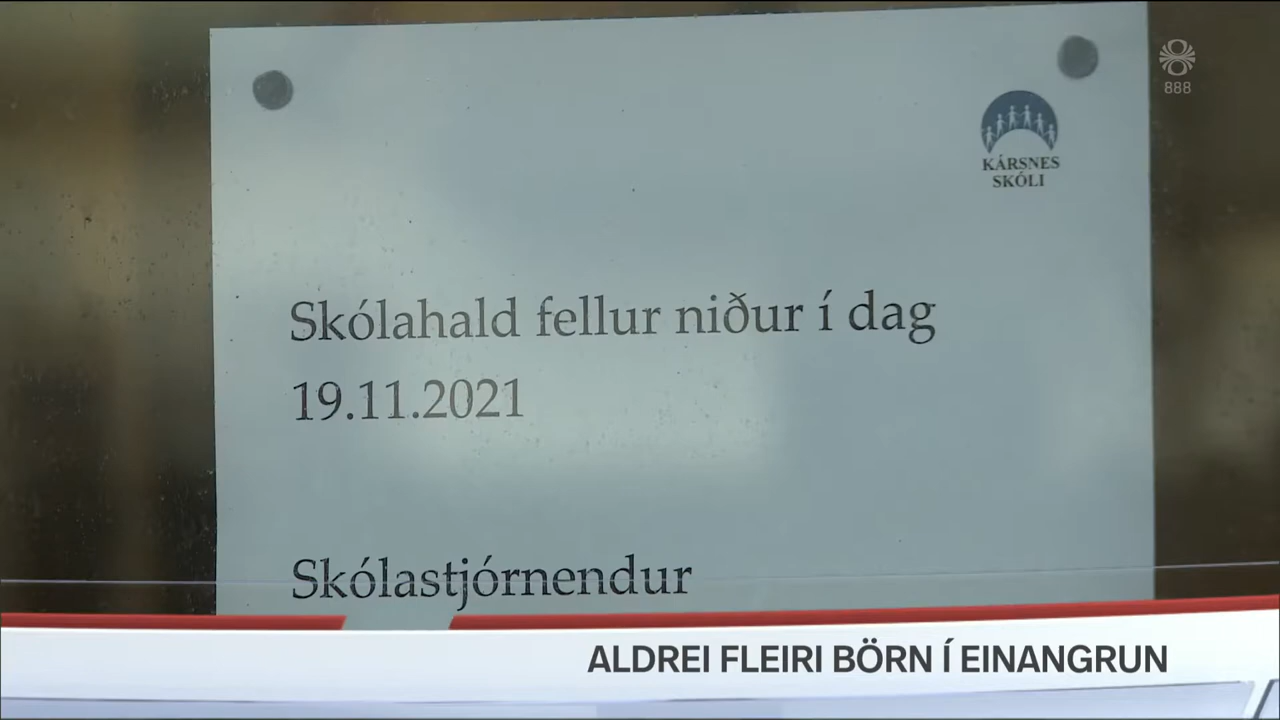 888
KÁRSNES
SKÓLI
Skólahald fellur niður í dag
19.11.2021
Skólastjórnendur
ALDREI FLEIRI BÖRN Í EINANGRUN